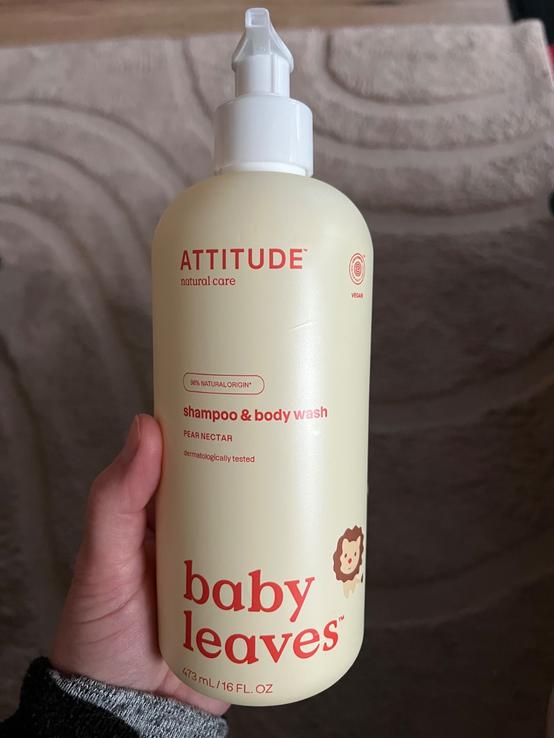 ATTITUDE™
natural care
VEGAN
98% NATURAL ORIGIN*
shampoo & body wash
PEAR NECTAR
dermatologically tested
baby
leaves™
473 mL / 16 FL. OZ